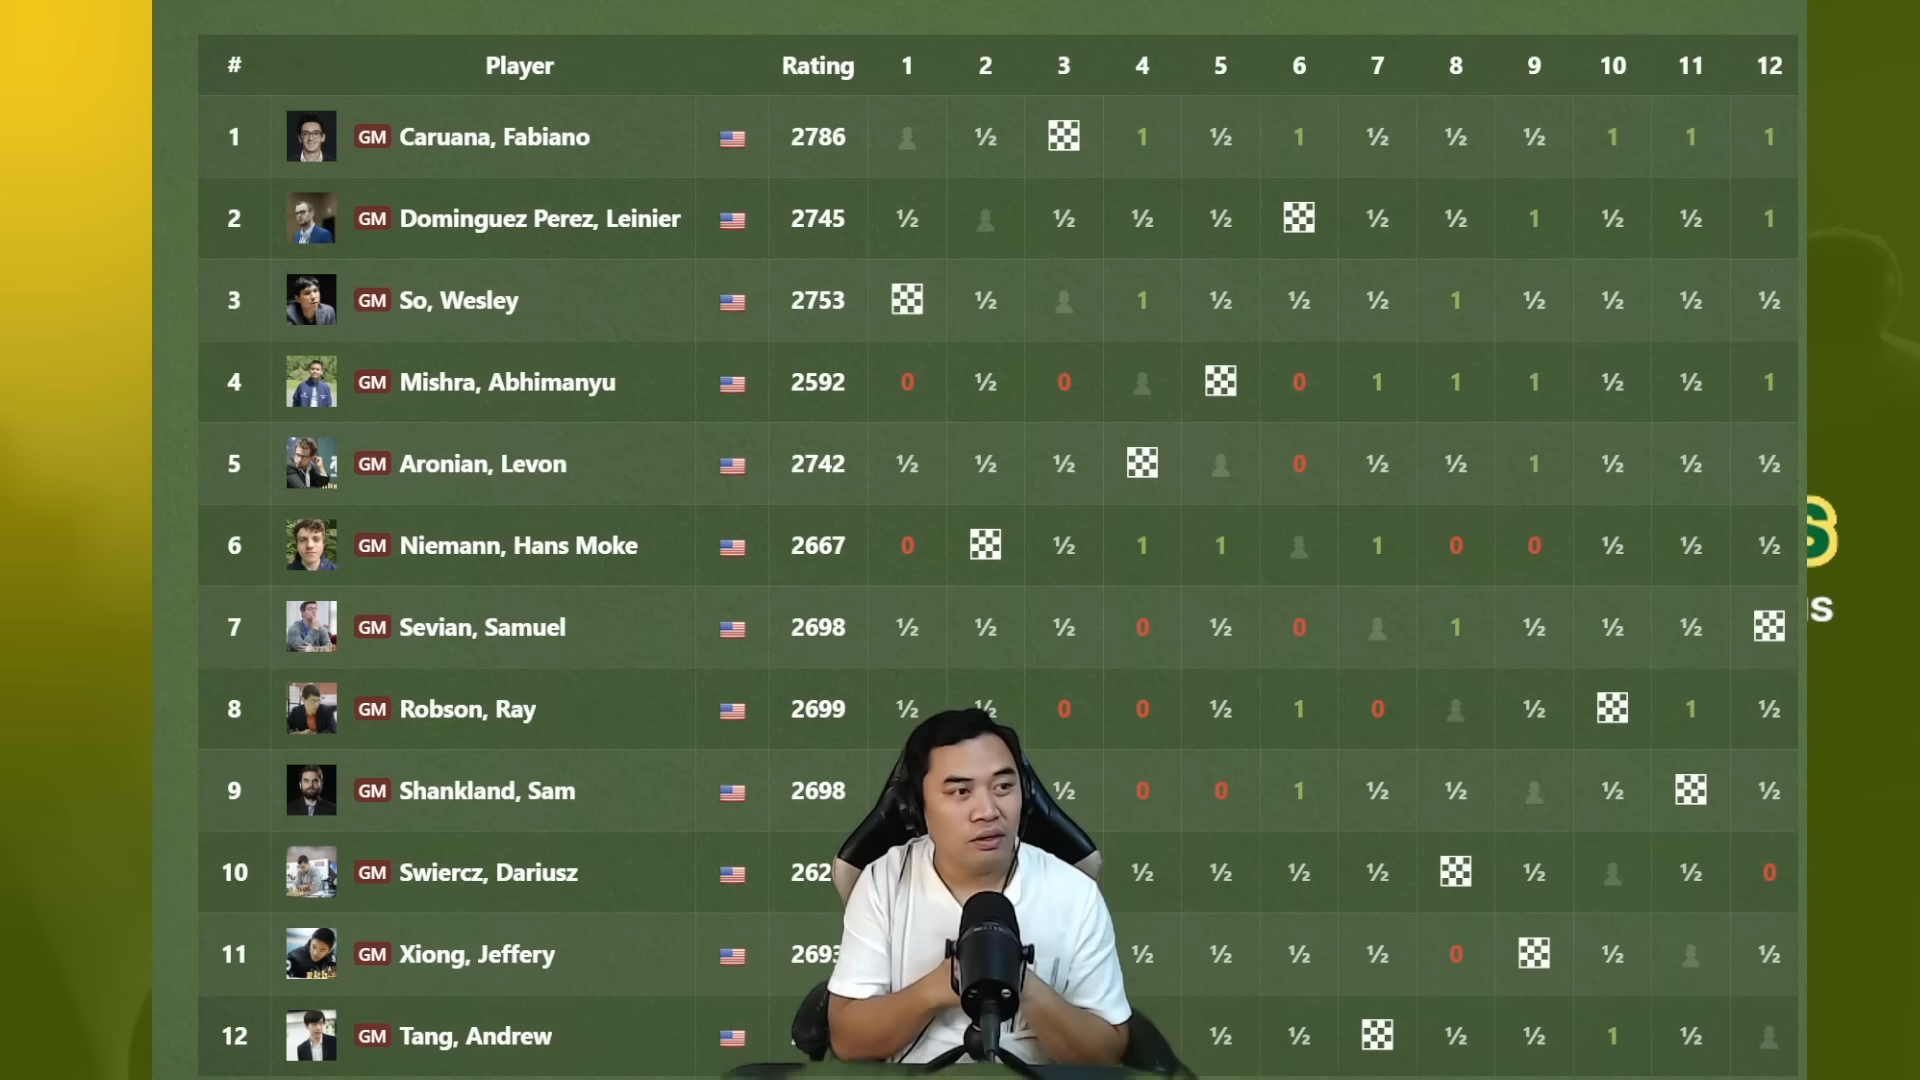 # Player Rating 1 2 3 4 5 6 7 8 9 10 11 12
1 GM Caruana, Fabiano 2786 ½ 1 ½ 1 ½ ½ ½ 1 1 1
2 GM Dominguez Perez, Leinier 2745 ½ ½ ½ ½ ½ ½ 1 ½ ½ 1
3 GM So, Wesley 2753 ½ 1 ½ ½ ½ 1 ½ ½ ½ ½
4 GM Mishra, Abhimanyu 2592 0 ½ 0 0 1 1 1 ½ ½ 1
5 GM Aronian, Levon 2742 ½ ½ ½ 0 ½ ½ 1 ½ ½ ½
6 GM Niemann, Hans Moke 2667 0 ½ 1 1 1 0 0 ½ ½ ½
7 GM Sevian, Samuel 2698 ½ ½ ½ 0 ½ 0 1 ½ ½ ½
8 GM Robson, Ray 2699 ½ ½ 0 0 ½ 1 0 ½ 1 ½
9 GM Shankland, Sam 2698 ½ 0 0 1 ½ ½ ½ ½
10 GM Swiercz, Dariusz 262 ½ ½ ½ ½ ½ ½ 0
11 GM Xiong, Jeffery 2693 ½ ½ ½ ½ 0 ½ ½
12 GM Tang, Andrew ½ ½ ½ ½ 1 ½